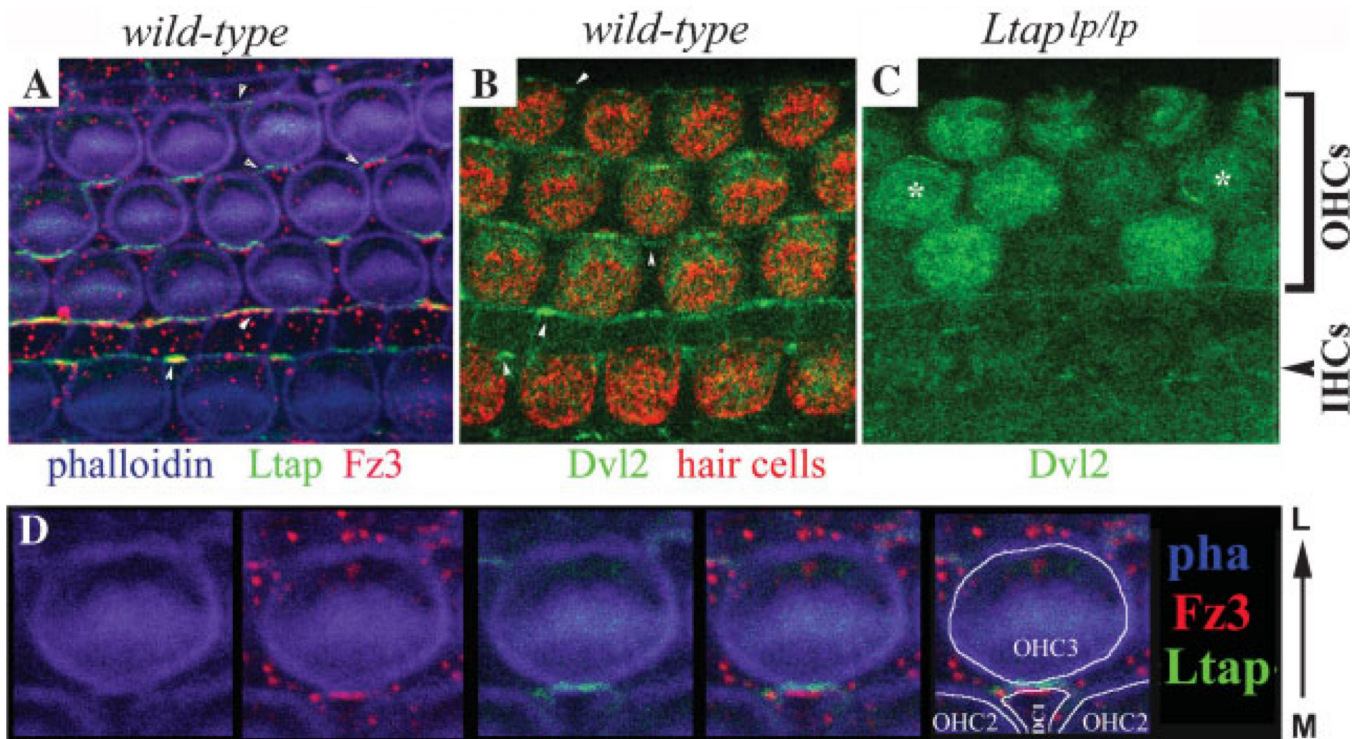 wild-type wild-type Ltap lp/lp
A B C
* *
OHCs
IHCs
phalloidin Ltap Fz3 Dvl2 hair cells Dvl2
D
L
pha
Fz3
Ltap
M
OHC3
OHC2 DC1 OHC2